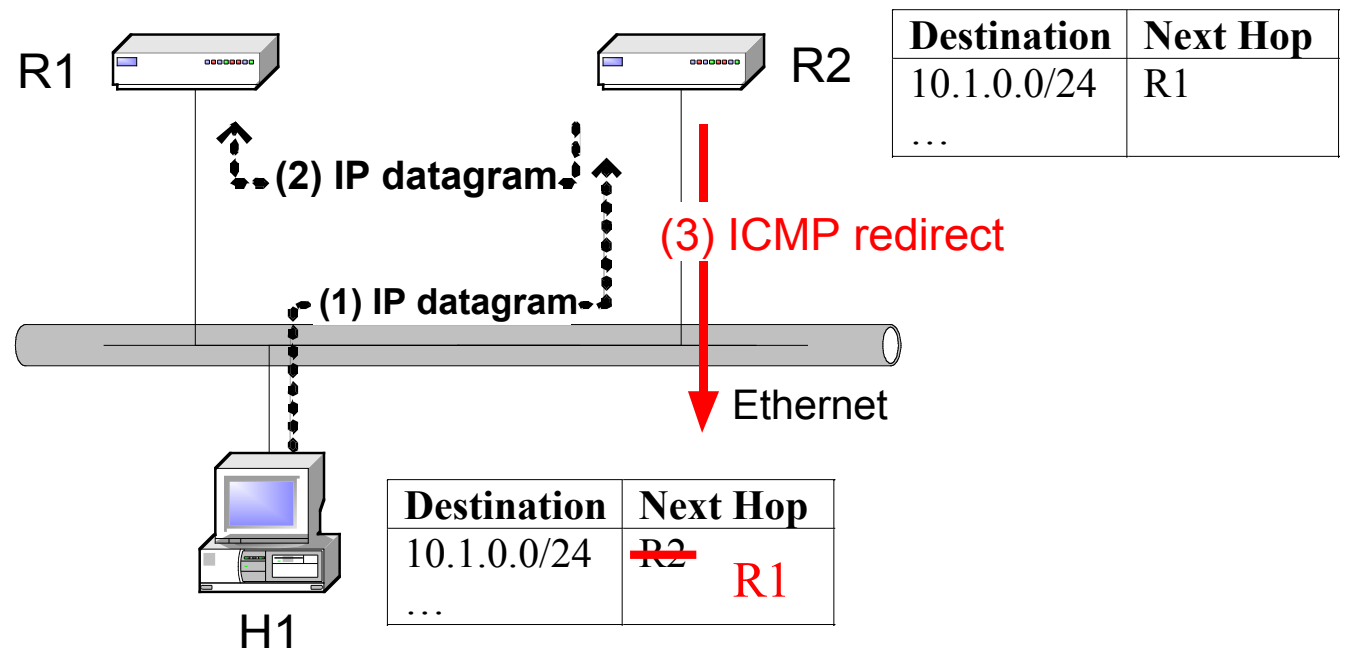 R1
R2
Destination Next Hop
10.1.0.0/24 R1
…
(2) IP datagram
(3) ICMP redirect
(1) IP datagram
Ethernet
Destination Next Hop
10.1.0.0/24 R2 R1
…
H1